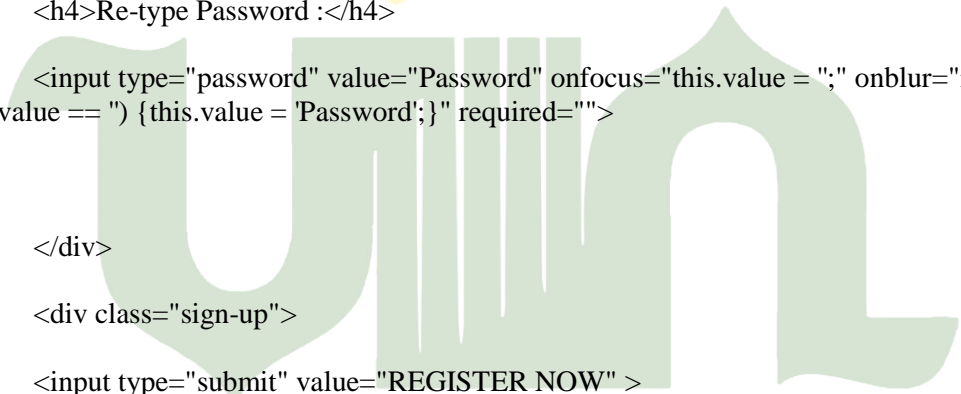 <h4>Re-type Password :</h4>
<input type="password" value="Password" onfocus="this.value = '';" onblur="
value == '') {this.value = 'Password';}" required="">
</div>
<div class="sign-up">
<input type="submit" value="REGISTER NOW" >